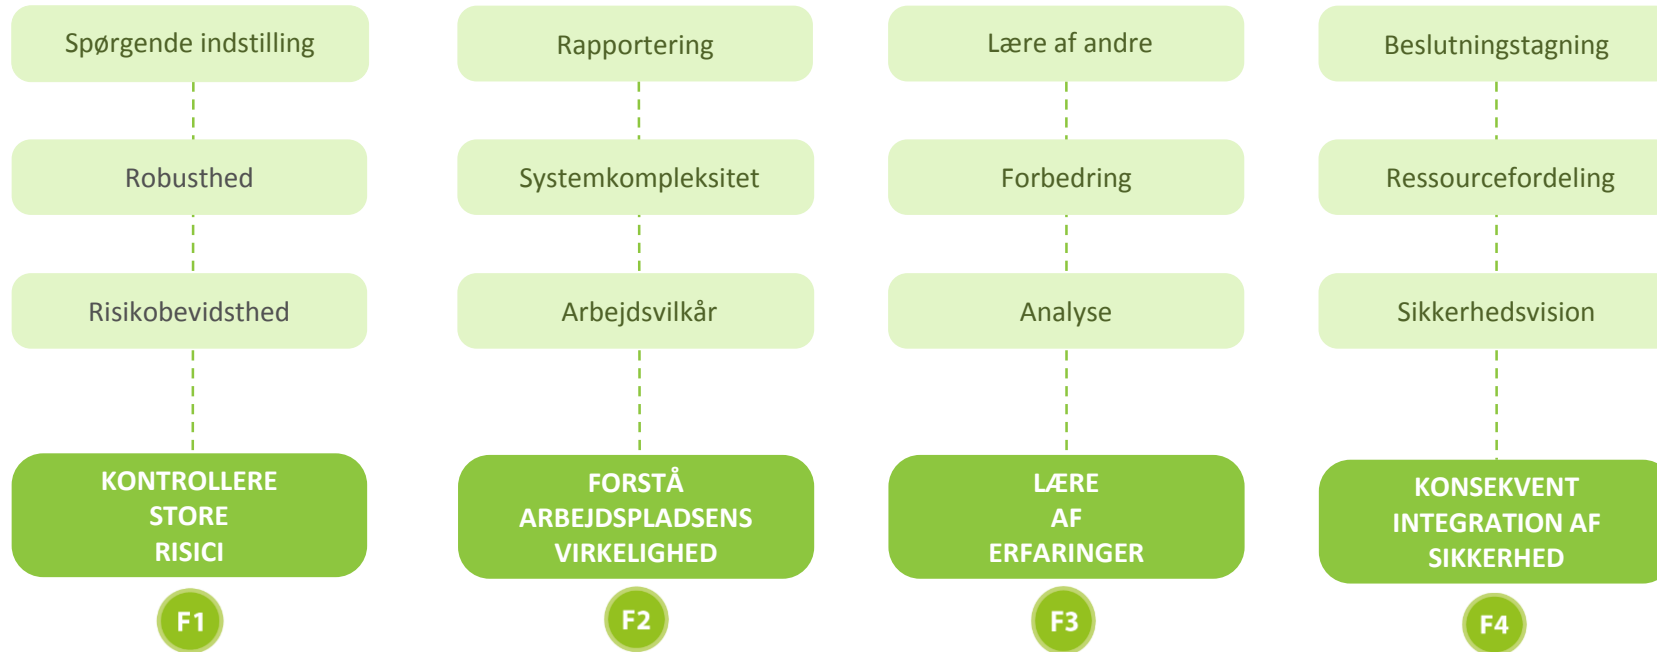 Spørgende indstilling
Robusthed
Risikobevidsthed
KONTROLLERE
STORE
RISICI
F1
Rapportering
Systemkompleksitet
Arbejdsvilkår
FORSTÅ
ARBEJDSPLADSENS
VIRKELIGHED
F2
Lære af andre
Forbedring
Analyse
LÆRE
AF
ERFARINGER
F3
Beslutningstagning
Ressourcefordeling
Sikkerhedsvision
KONSEKVENT
INTEGRATION AF
SIKKERHED
F4